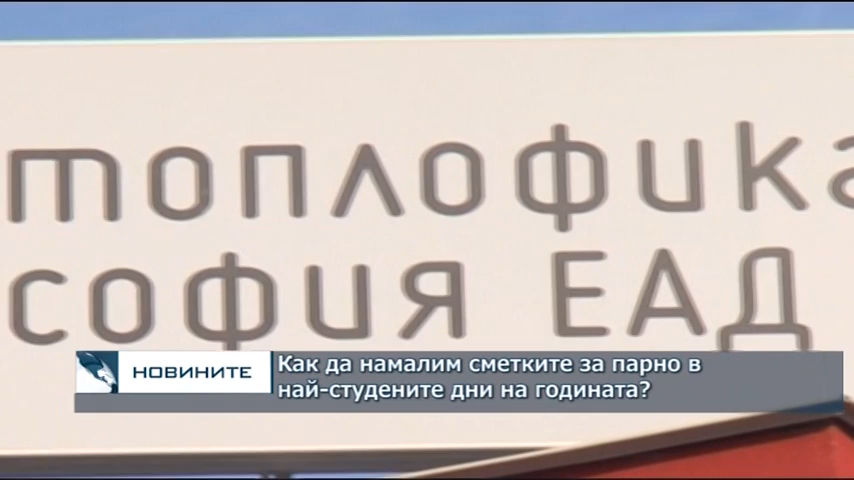 топлофика
софия ЕАД
НОВИНИТЕ
Как да намалим сметките за парно в
най-студените дни на годината?